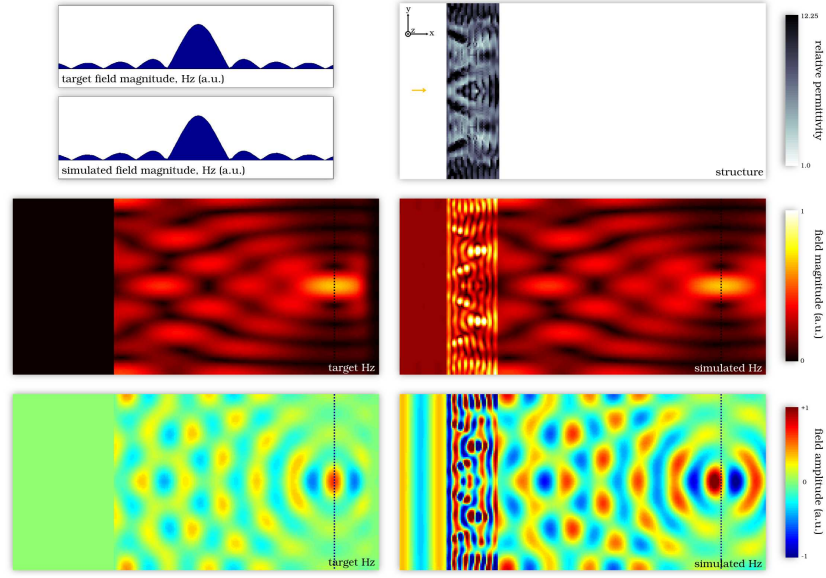 target field magnitude, Hz (a.u.)
simulated field magnitude, Hz (a.u.)
y
z
x
structure
12.25
1.0
relative permittivity
target Hz
simulated Hz
1
0
field magnitude (a.u.)
target Hz
simulated Hz
+1
0
-1
field amplitude (a.u.)